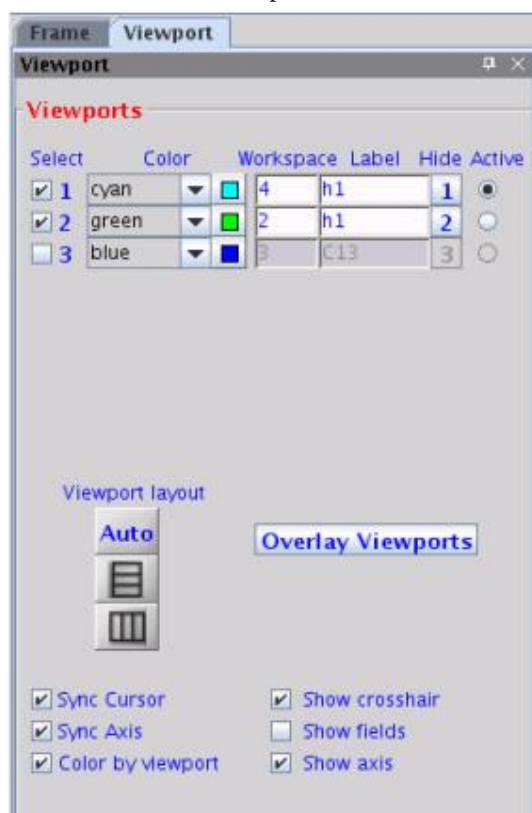 Frame Viewport
Viewport
Viewports
Select Color Workspace Label Hide Active
1 cyan 4 h1 1
2 green 2 h1 2
3 blue 3 C13 3
Viewport layout
Auto
Overlay Viewports
Sync Cursor Show crosshair
Sync Axis Show fields
Color by viewport Show axis